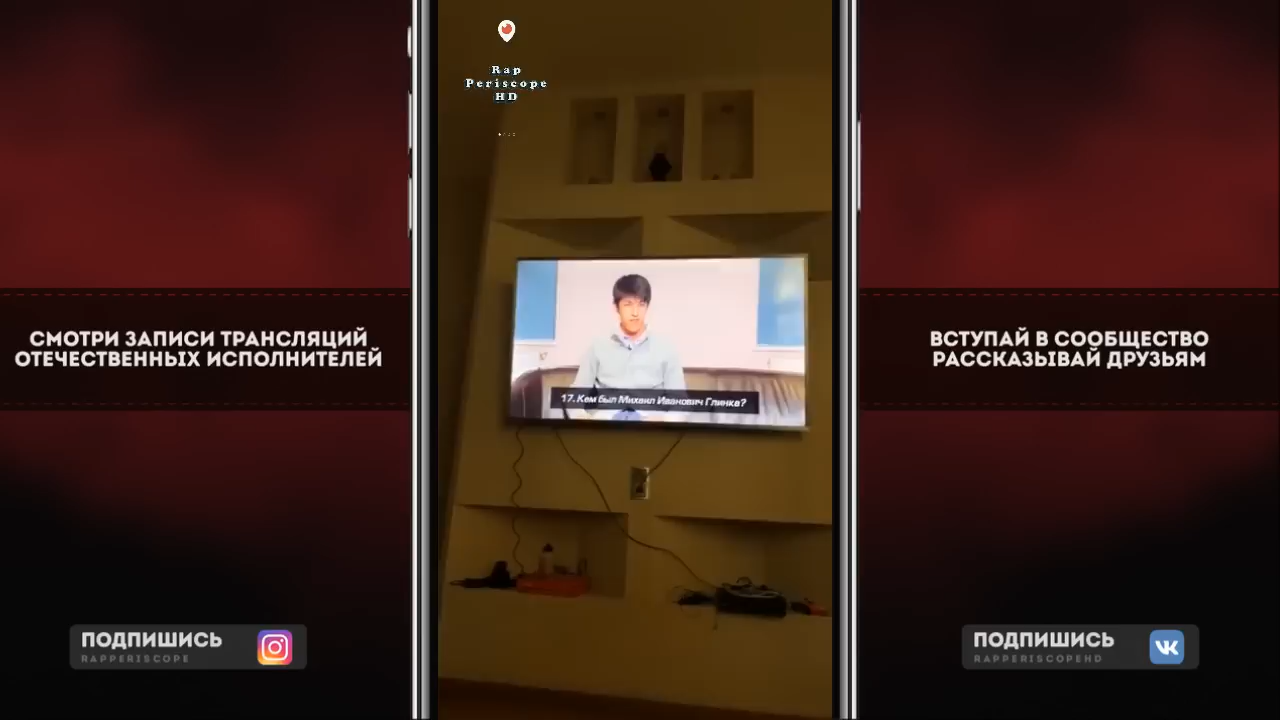 Rap
Periscope
HD
СМОТРИ ЗАПИСИ ТРАНСЛЯЦИЙ
ОТЕЧЕСТВЕННЫХ ИСПОЛНИТЕЛЕЙ
17. Кем был Михаил Иванович Глинка?
ВСТУПАЙ В СООБЩЕСТВО
РАССКАЗЫВАЙ ДРУЗЬЯМ
ПОДПИШИСЬ
RAPPERISCOPE
ПОДПИШИСЬ
RAPPERISCOPEHD